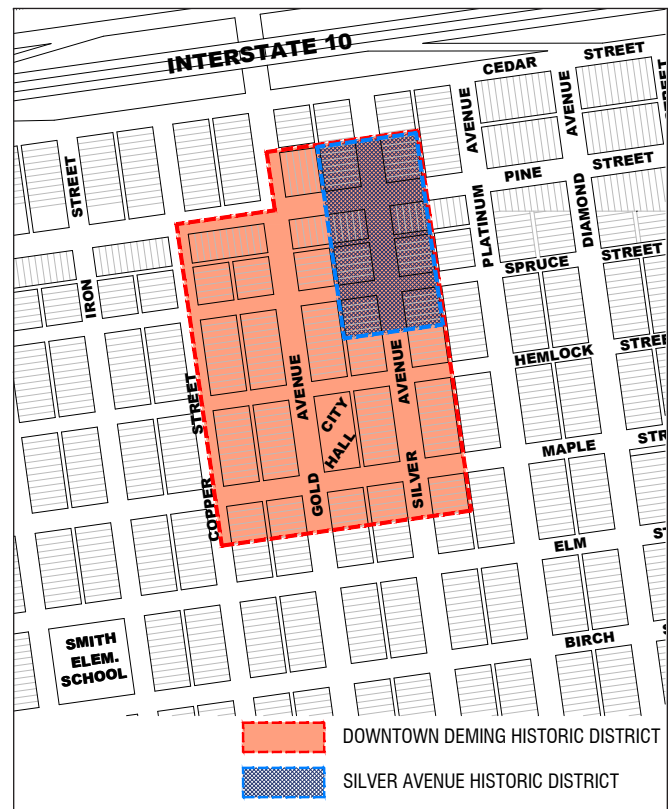 INTERSTATE 10
CEDAR
STREET
STREET
AVENUE
AVENUE
PINE
STREET
STREET
PLATINUM
DIAMOND
SPRUCE
STREET
IRON
HEMLOCK
STREE
AVENUE
AVENUE
STREET
CITY
HALL
MAPLE
STR
COPPER
GOLD
SILVER
ELM
BIRCH
SMITH
ELEM.
SCHOOL
DOWNTOWN DEMING HISTORIC DISTRICT
SILVER AVENUE HISTORIC DISTRICT